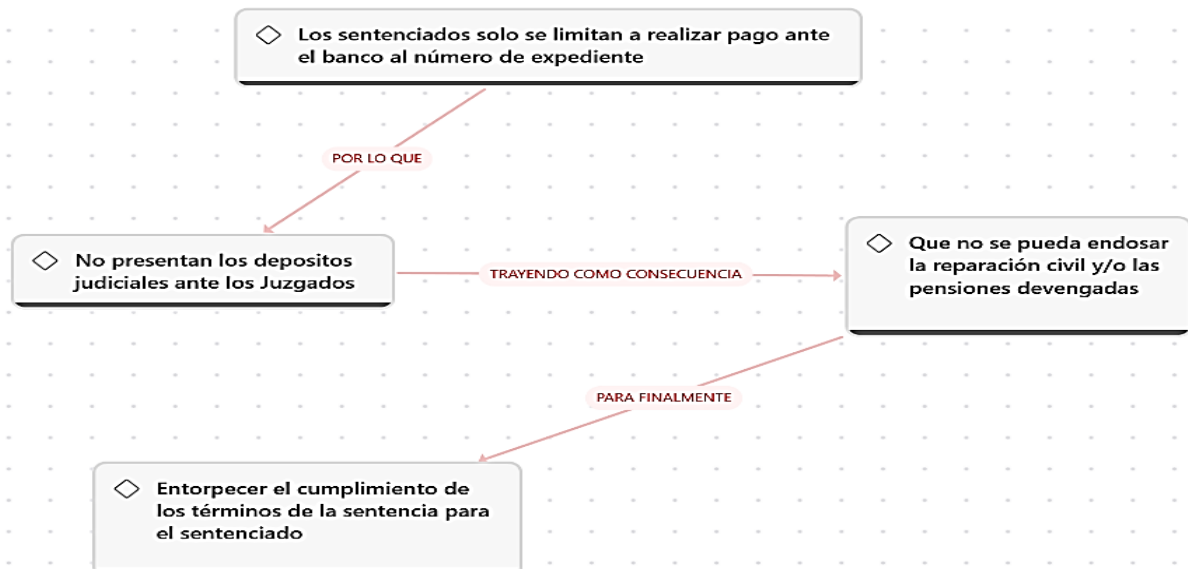 Los sentenciados solo se limitan a realizar pago ante
el banco al número de expediente
POR LO QUE
No presentan los depositos
judiciales ante los Juzgados
TRAYENDO COMO CONSECUENCIA
Que no se pueda endosar
la reparación civil y/o las
pensiones devengadas
PARA FINALMENTE
Entorpecer el cumplimiento de
los términos de la sentencia para
el sentenciado